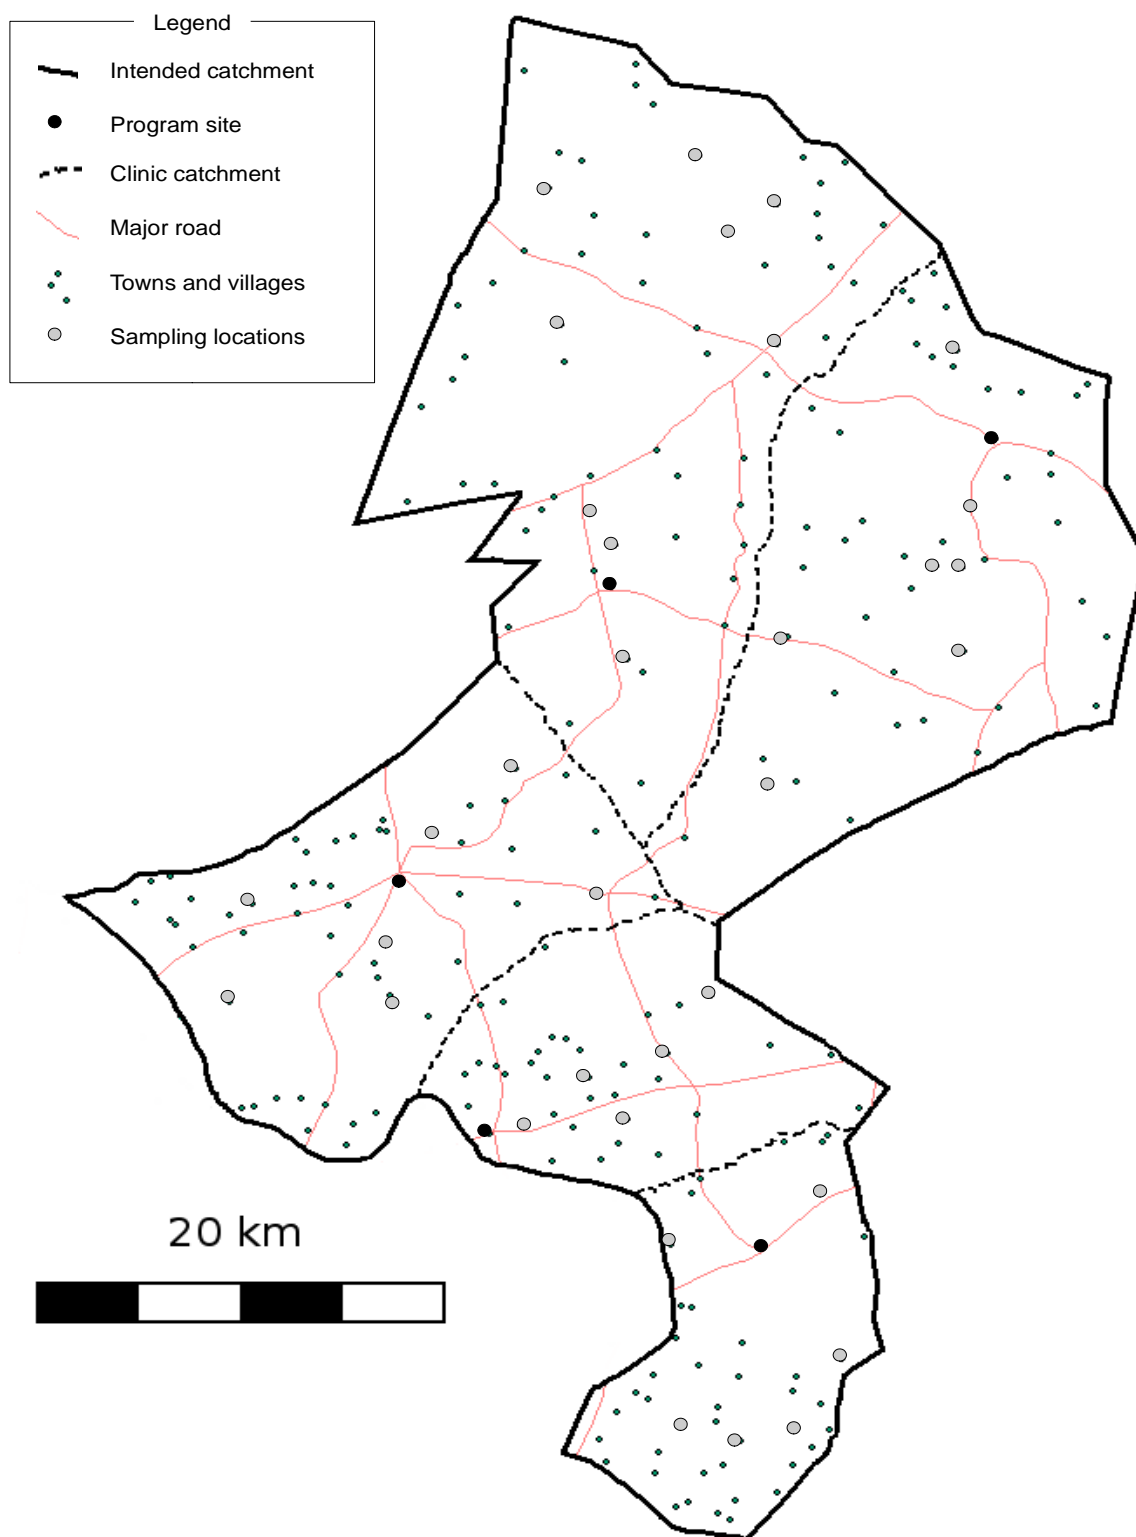 Legend
Intended catchment
Program site
Clinic catchment
Major road
Towns and villages
Sampling locations
20 km